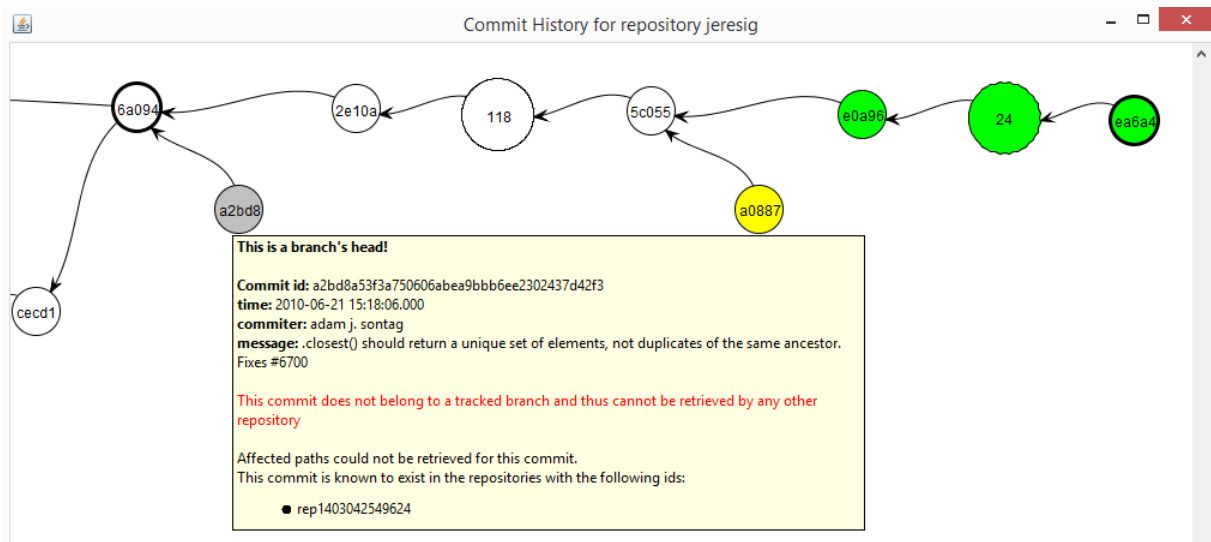 Commit History for repository jeresig
6a094
2e10a
118
5c055
e0a96
24
ea6a4
a2bd8
a0887
cecd1
This is a branch's head!
Commit id: a2bd8a53f3a750606abea9bbb6ee2302437d42f3
time: 2010-06-21 15:18:06.000
commiter: adam j. sontag
message: .closest() should return a unique set of elements, not duplicates of the same ancestor.
Fixes #6700
This commit does not belong to a tracked branch and thus cannot be retrieved by any other
repository
Affected paths could not be retrieved for this commit.
This commit is known to exist in the repositories with the following ids:
rep1403042549624